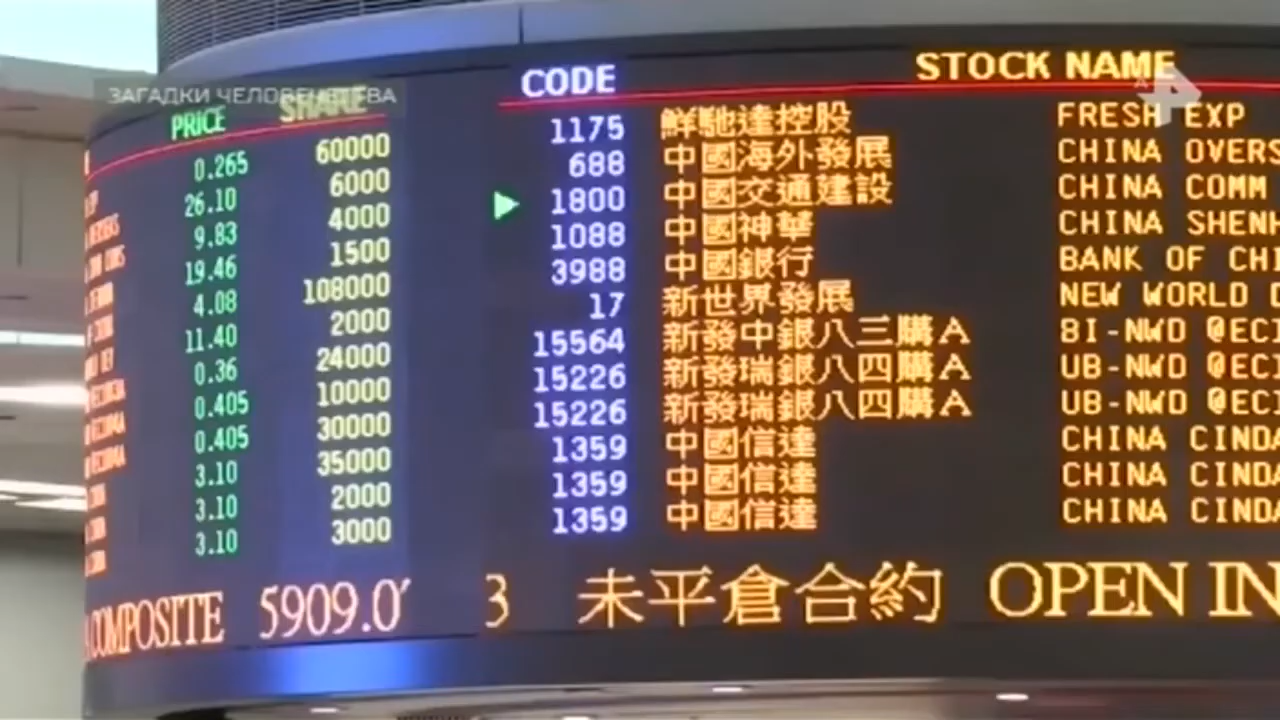 ЗАГАДКИ ЧЕЛОВЕЧЕСТВА
PRICE SHARE
0.265 60000
26.10 6000
9.83 4000
19.46 1500
4.08 108000
11.40 2000
0.36 24000
0.405 10000
0.405 30000
3.10 35000
3.10 2000
3.10 3000
COMPOSITE 5909.0
CODE STOCK NAME
1175 鮮馳達控股 FRESH EXP
688 中國海外發展 CHINA OVERS
1800 中國交通建設 CHINA COMM
1088 中國神華 CHINA SHENH
3988 中國銀行 BANK OF CHI
17 新世界發展 NEW WORLD D
15564 新發中銀八三購A BI-NWD @ECI
15226 新發瑞銀八四購A UB-NWD @ECI
15226 新發瑞銀八四購A UB-NWD @ECI
1359 中國信達 CHINA CINDA
1359 中國信達 CHINA CINDA
1359 中國信達 CHINA CINDA
3 未平倉合約 OPEN IN